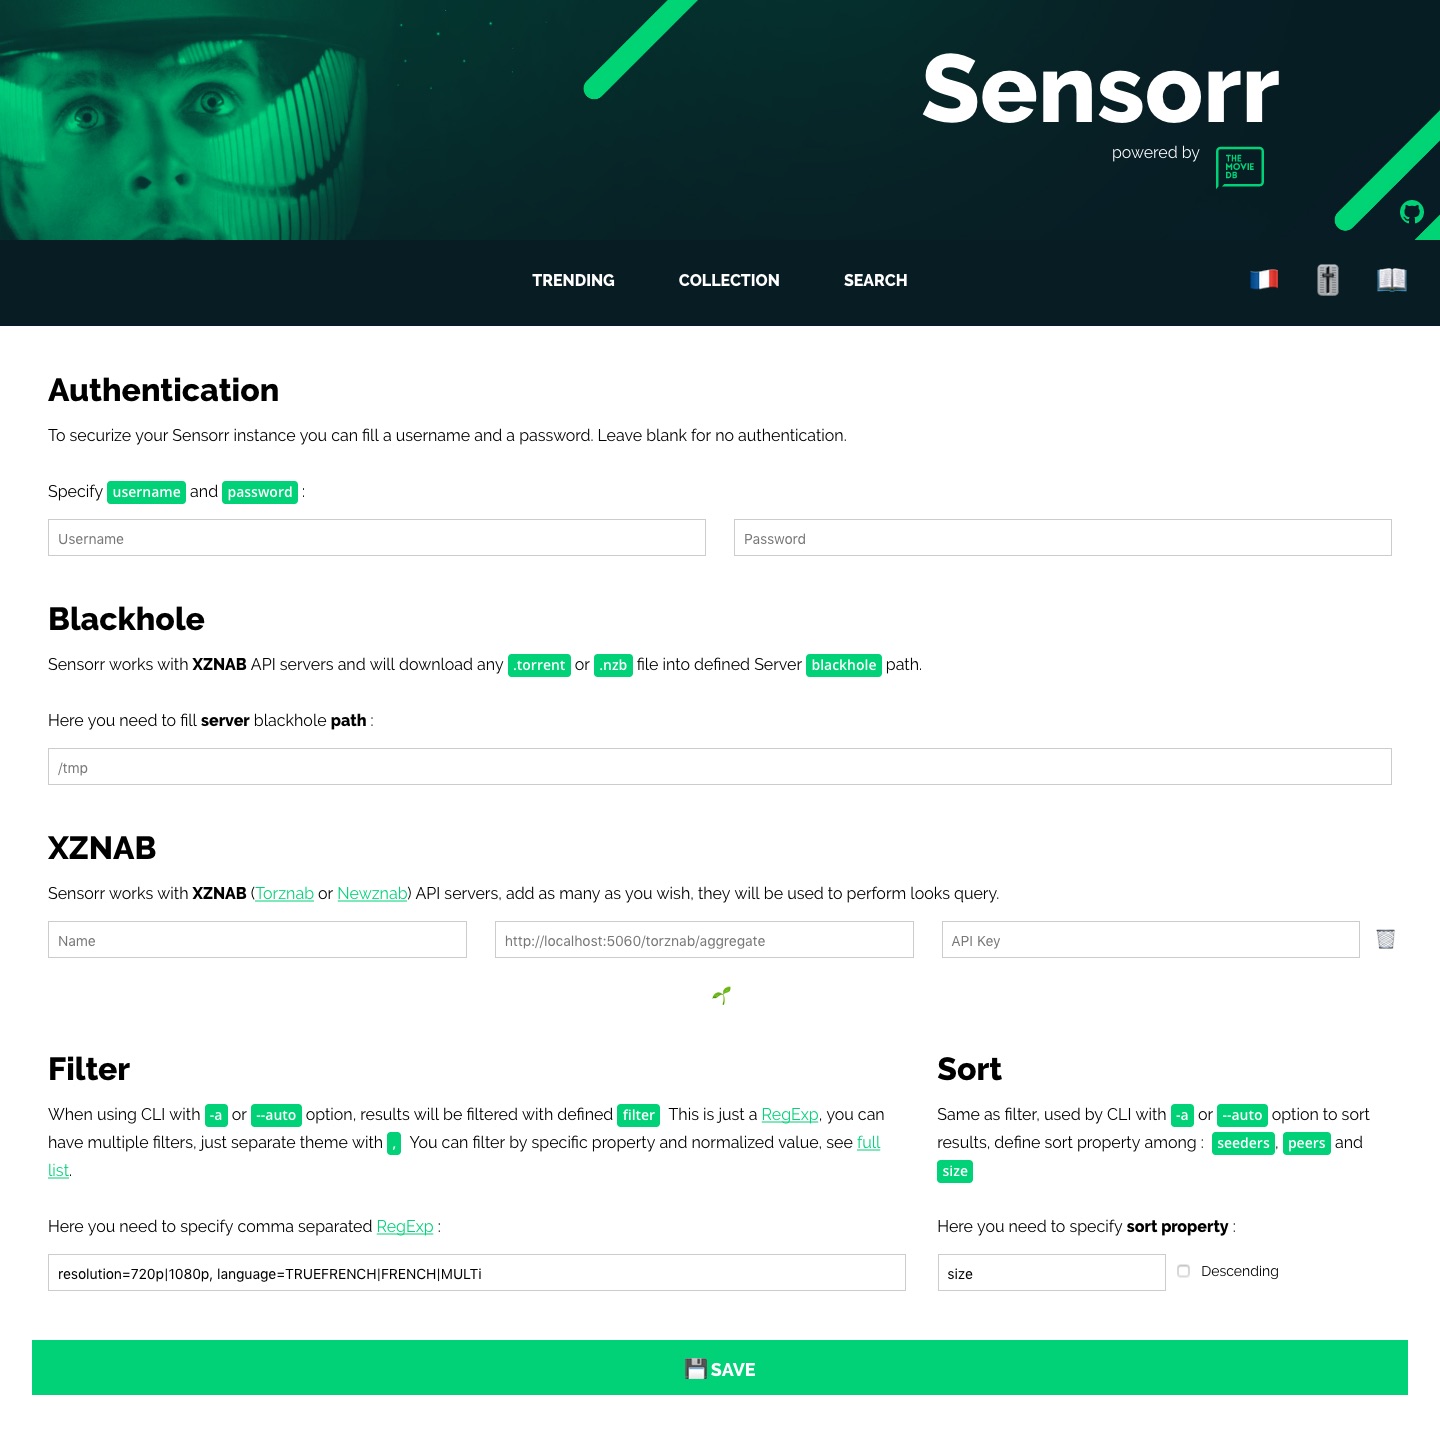 Sensorr
powered by
THE
MOVIE
DB
TRENDING COLLECTION SEARCH
Authentication
To securize your Sensorr instance you can fill a username and a password. Leave blank for no authentication.
Specify username and password :
Username Password
Blackhole
Sensorr works with XZNAB API servers and will download any .torrent or .nzb file into defined Server blackhole path.
Here you need to fill server blackhole path :
/tmp
XZNAB
Sensorr works with XZNAB (Torznab or Newznab) API servers, add as many as you wish, they will be used to perform looks query.
Name http://localhost:5060/torznab/aggregate API Key
Filter
When using CLI with -a or --auto option, results will be filtered with defined filter This is just a RegExp, you can
have multiple filters, just separate theme with , You can filter by specific property and normalized value, see full
list.
Here you need to specify comma separated RegExp :
resolution=720p|1080p, language=TRUEFRENCH|FRENCH|MULTi
Sort
Same as filter, used by CLI with -a or --auto option to sort
results, define sort property among : seeders, peers and
size
Here you need to specify sort property :
size Descending
SAVE